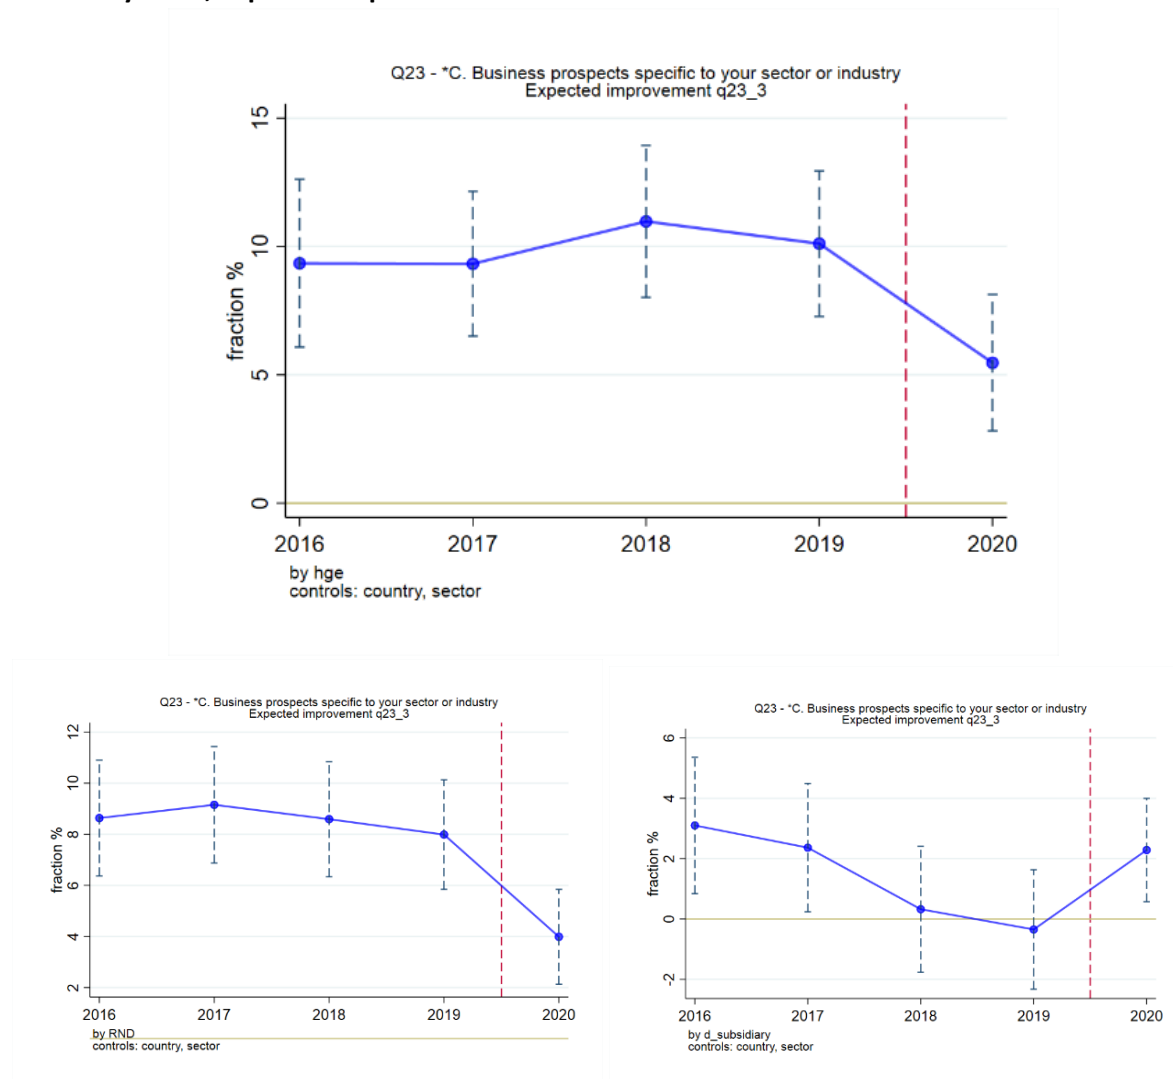 Q23 - *C. Business prospects specific to your sector or industry
Expected improvement q23_3
fraction %
15
10
5
0
2016 2017 2018 2019 2020
by hge
controls: country, sector
Q23 - *C. Business prospects specific to your sector or industry
Expected improvement q23_3
fraction %
12
10
8
6
4
2
2016 2017 2018 2019 2020
by RND
controls: country, sector
Q23 - *C. Business prospects specific to your sector or industry
Expected improvement q23_3
fraction %
6
4
2
0
-2
2016 2017 2018 2019 2020
by d_subsidiary
controls: country, sector